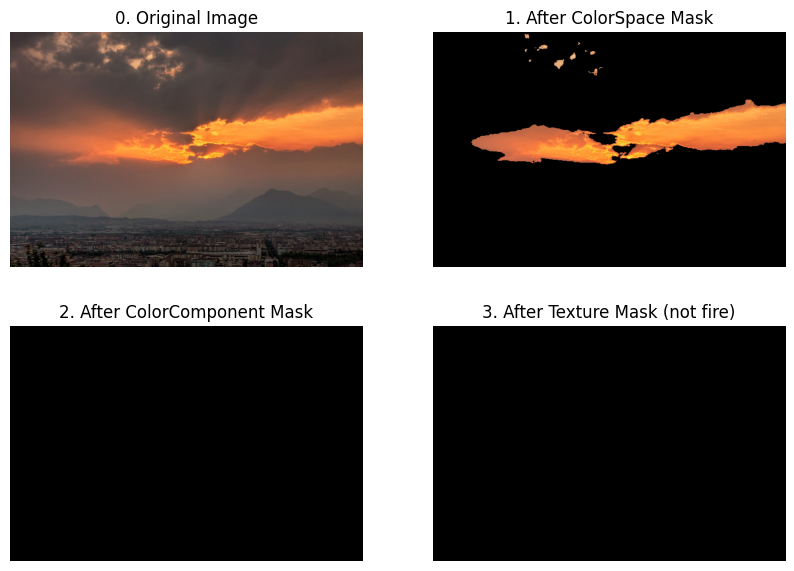 0. Original Image
1. After ColorSpace Mask
2. After ColorComponent Mask
3. After Texture Mask (not fire)